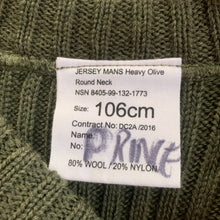 JERSEY MANS Heavy Olive
Round Neck
NSN 8405-99-132-1773
Size: 106cm
Contract No: DC2A /2016
Name:
No:
PRINCE
80% WOOL / 20% NYLON